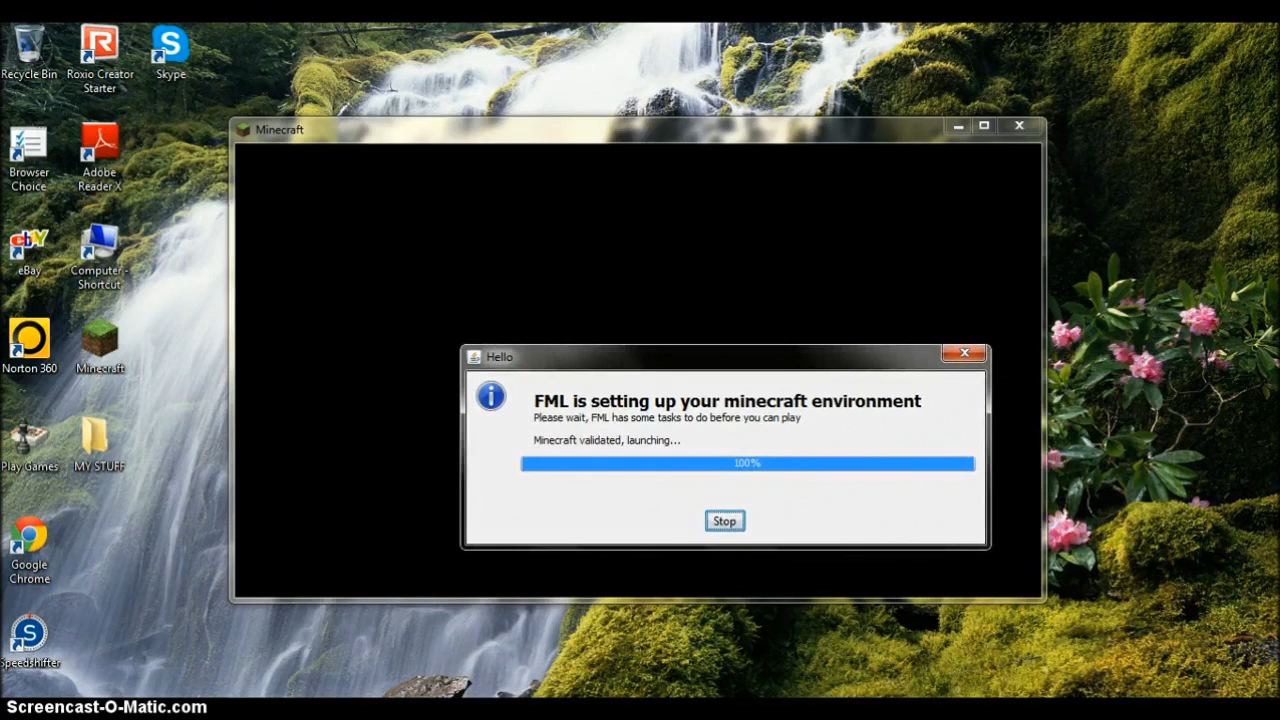 Recycle Bin
Roxio Creator
Starter
Skype
Browser
Choice
Adobe
Reader X
ebY
eBay
Computer -
Shortcut
Norton 360
Minecraft
Play Games
MY STUFF
Google
Chrome
S
Speedshifter
Minecraft
Hello
FML is setting up your minecraft environment
Please wait, FML has some tasks to do before you can play
Minecraft validated, launching...
100%
Stop
Screencast-O-Matic.com